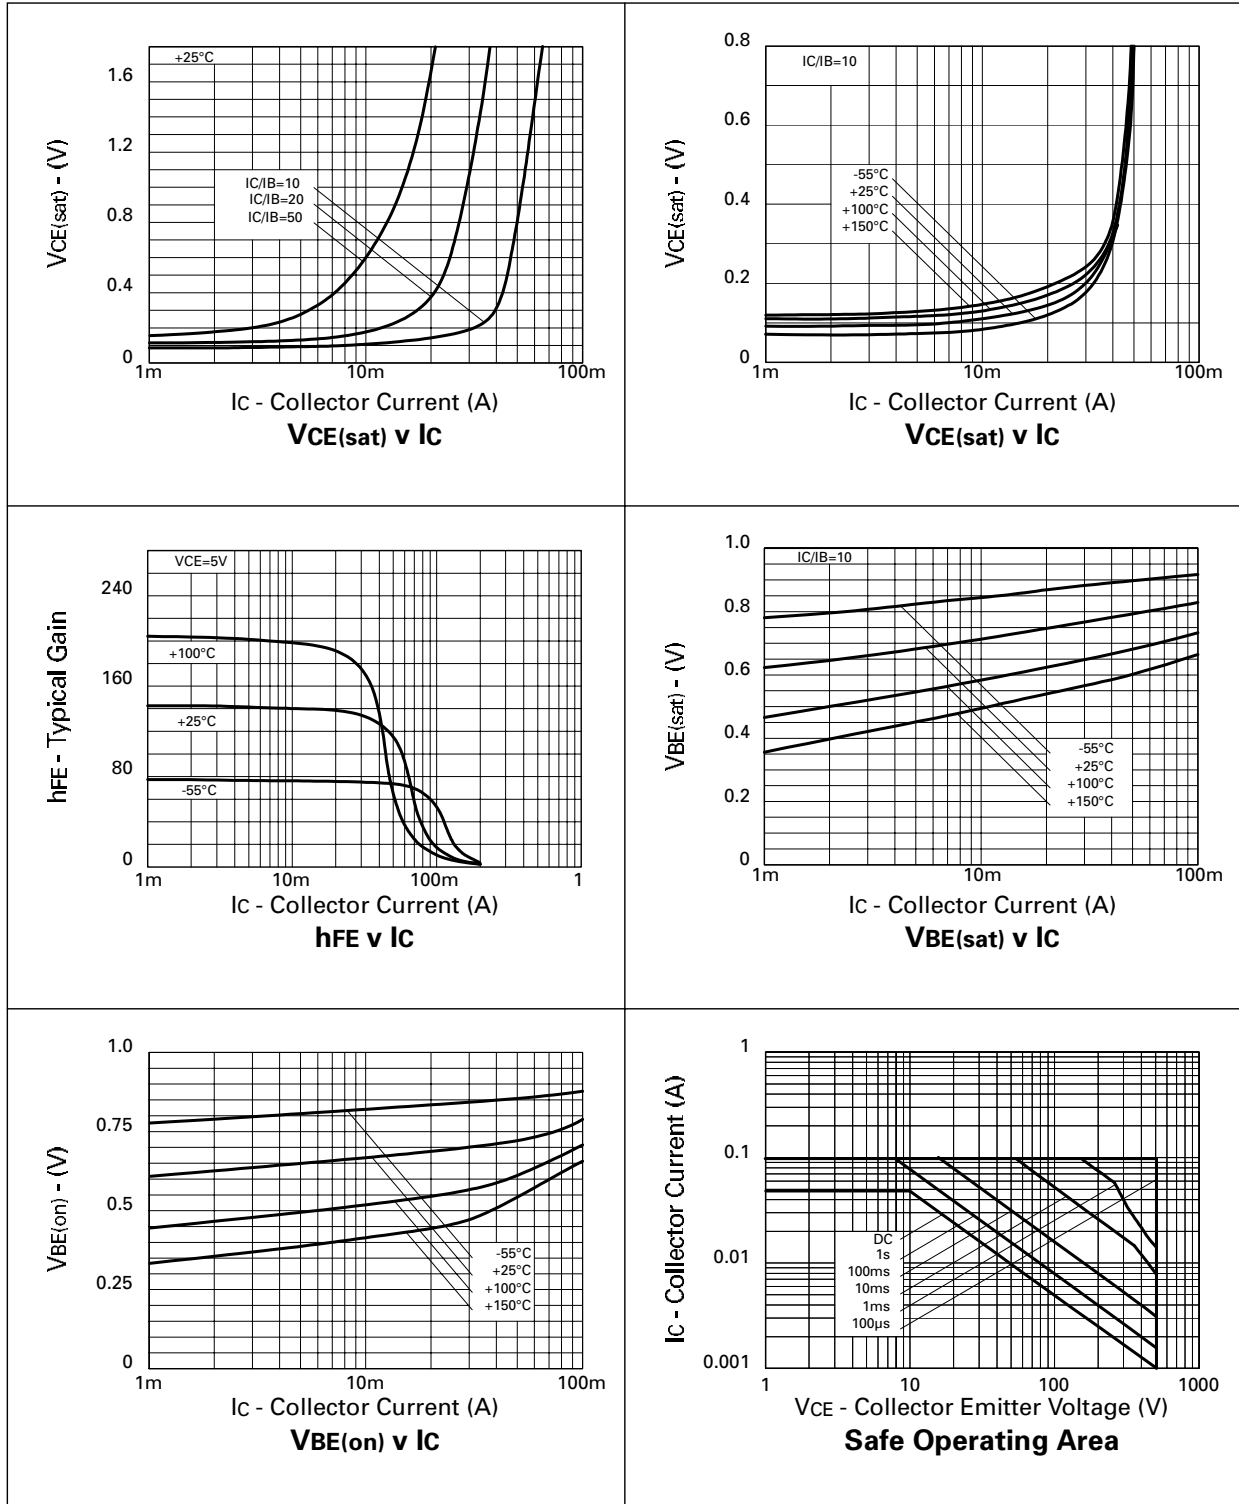 +25°C
1.6
1.2
0.8
0.4
0
VCE(sat) - (V)
IC/IB=10
IC/IB=20
IC/IB=50
1m 10m 100m
IC - Collector Current (A)
VCE(sat) v IC
IC/IB=10
0.8
0.6
0.4
0.2
0
VCE(sat) - (V)
-55°C
+25°C
+100°C
+150°C
1m 10m 100m
IC - Collector Current (A)
VCE(sat) v IC
VCE=5V
240
160
80
0
hFE - Typical Gain
+100°C
+25°C
-55°C
1m 10m 100m 1
IC - Collector Current (A)
hFE v IC
IC/IB=10
1.0
0.8
0.6
0.4
0.2
0
VBE(sat) - (V)
-55°C
+25°C
+100°C
+150°C
1m 10m 100m
IC - Collector Current (A)
VBE(sat) v IC
1.0
0.75
0.5
0.25
0
VBE(on) - (V)
-55°C
+25°C
+100°C
+150°C
1m 10m 100m
IC - Collector Current (A)
VBE(on) v IC
1
0.1
0.01
0.001
IC - Collector Current (A)
DC
1s
100ms
10ms
1ms
100µs
1 10 100 1000
VCE - Collector Emitter Voltage (V)
Safe Operating Area